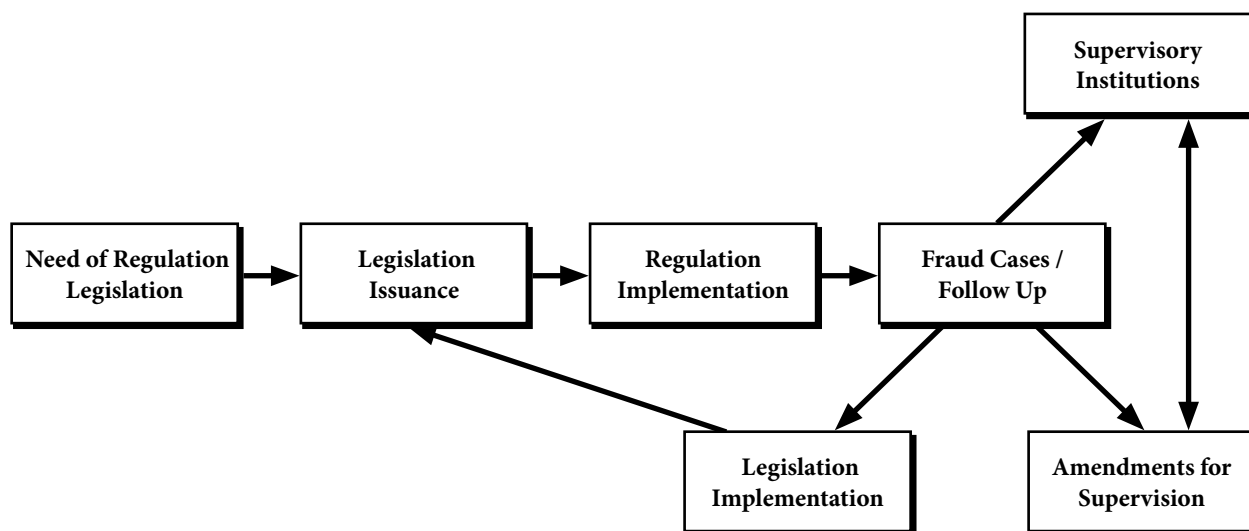 Supervisory
Institutions
Need of Regulation
Legislation
Legislation
Issuance
Regulation
Implementation
Fraud Cases /
Follow Up
Legislation
Implementation
Amendments for
Supervision